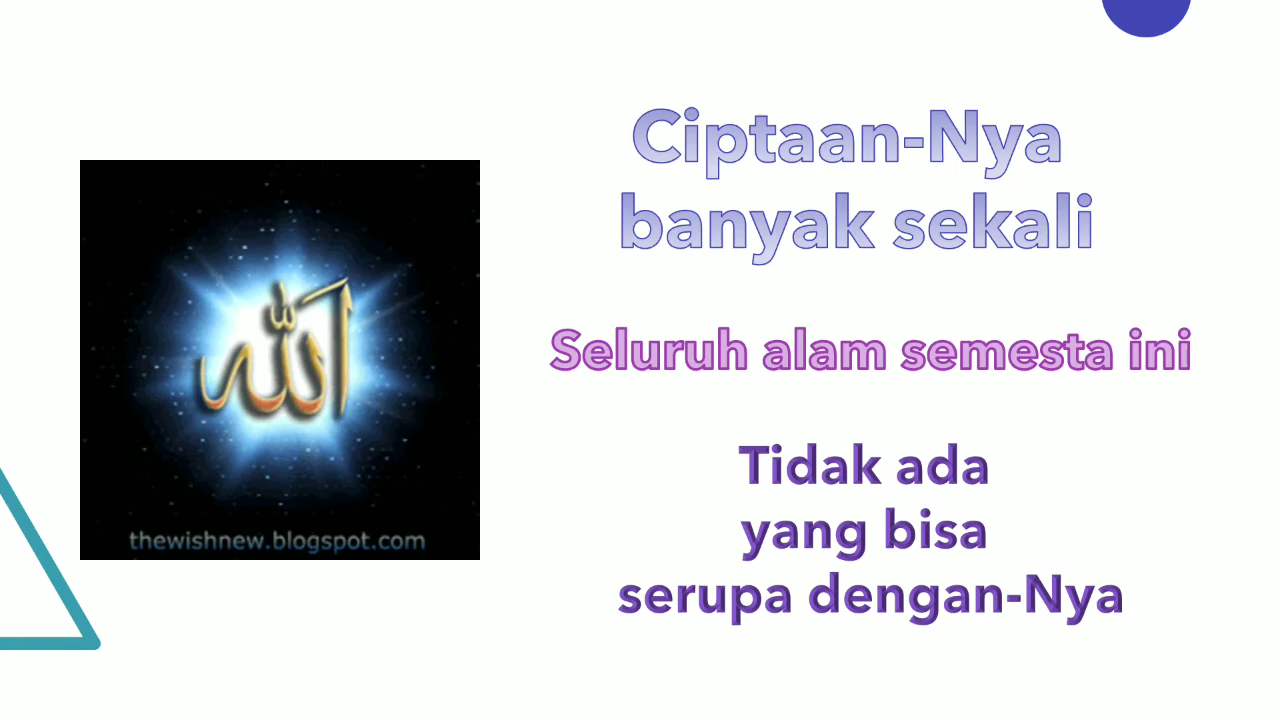 الله
thewishnew.blogspot.com
Ciptaan-Nya
banyak sekali
Seluruh alam semesta ini
Tidak ada
yang bisa
serupa dengan-Nya